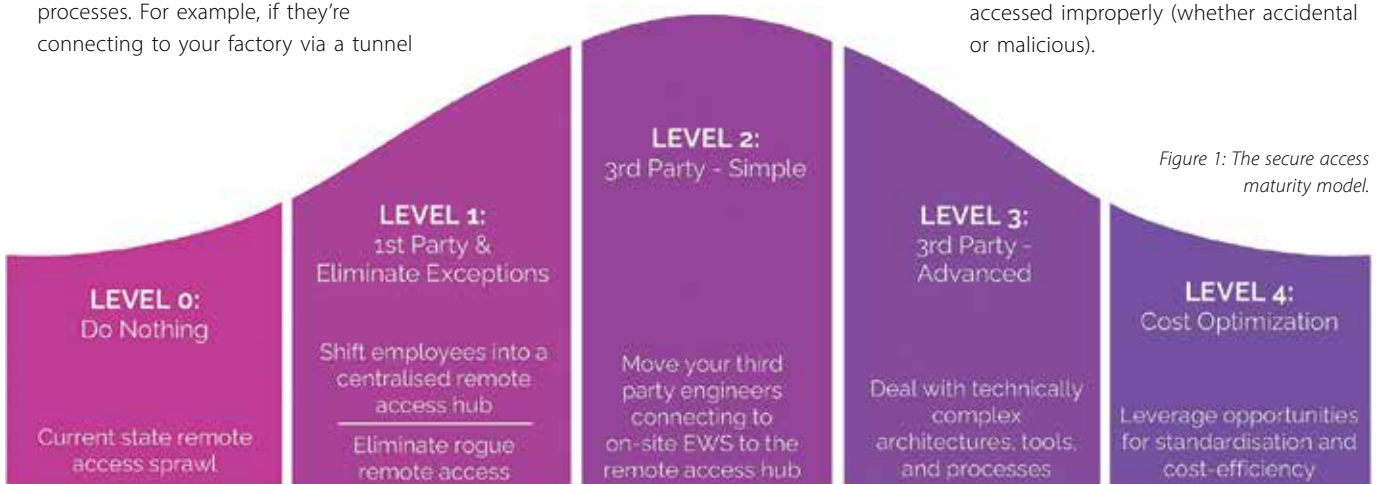 processes. For example, if they're
connecting to your factory via a tunnel
accessed improperly (whether accidental
or malicious).
Figure 1: The secure access
maturity model.
LEVEL 0:
Do Nothing
Current state remote
access sprawl
LEVEL 1:
1st Party &
Eliminate Exceptions
Shift employees into a
centralised remote
access hub
Eliminate rogue
remote access
LEVEL 2:
3rd Party - Simple
Move your third
party engineers
connecting to
on-site EWS to the
remote access hub
LEVEL 3:
3rd Party -
Advanced
Deal with technically
complex
architectures, tools,
and processes
LEVEL 4:
Cost Optimization
Leverage opportunities
for standardisation and
cost-efficiency